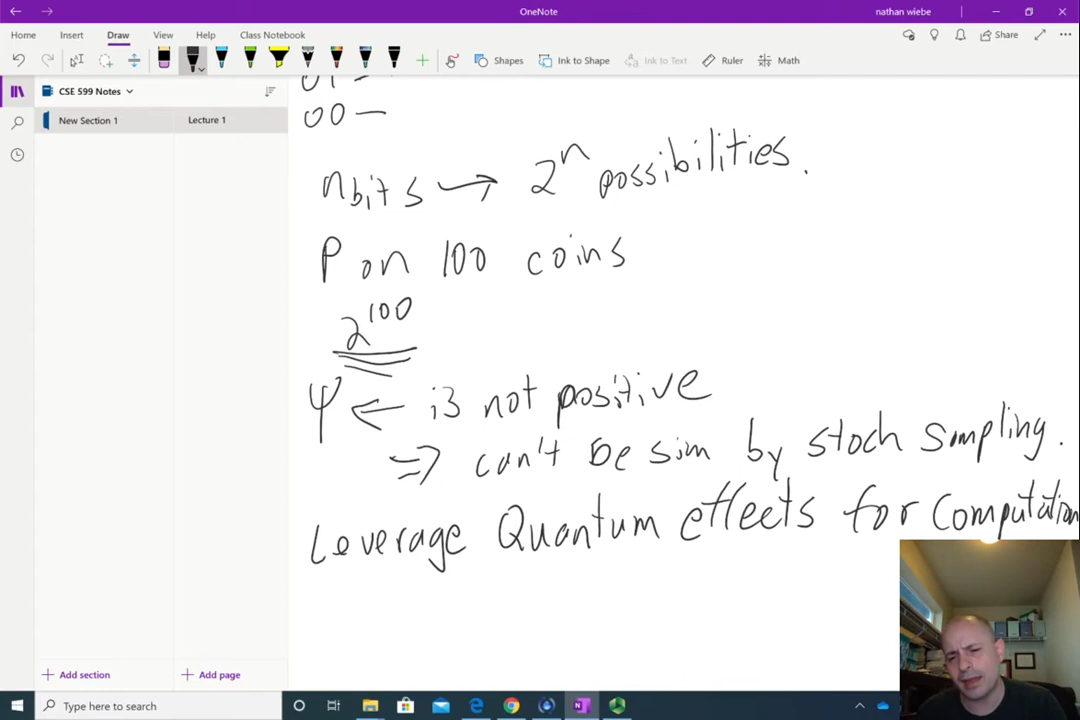 OneNote
nathan wiebe
Home Insert Draw View Help Class Notebook
Share
Shapes Ink to Shape Ink to Text Ruler Math
CSE 599 Notes
New Section 1
Lecture 1
01 -
00 -
n bits → 2^n possibilities.
P on 100 coins
2^100
ψ ← is not positive
⇒ can't be sim by stoch sampling.
Leverage Quantum effects for computation
+ Add section
+ Add page
Type here to search